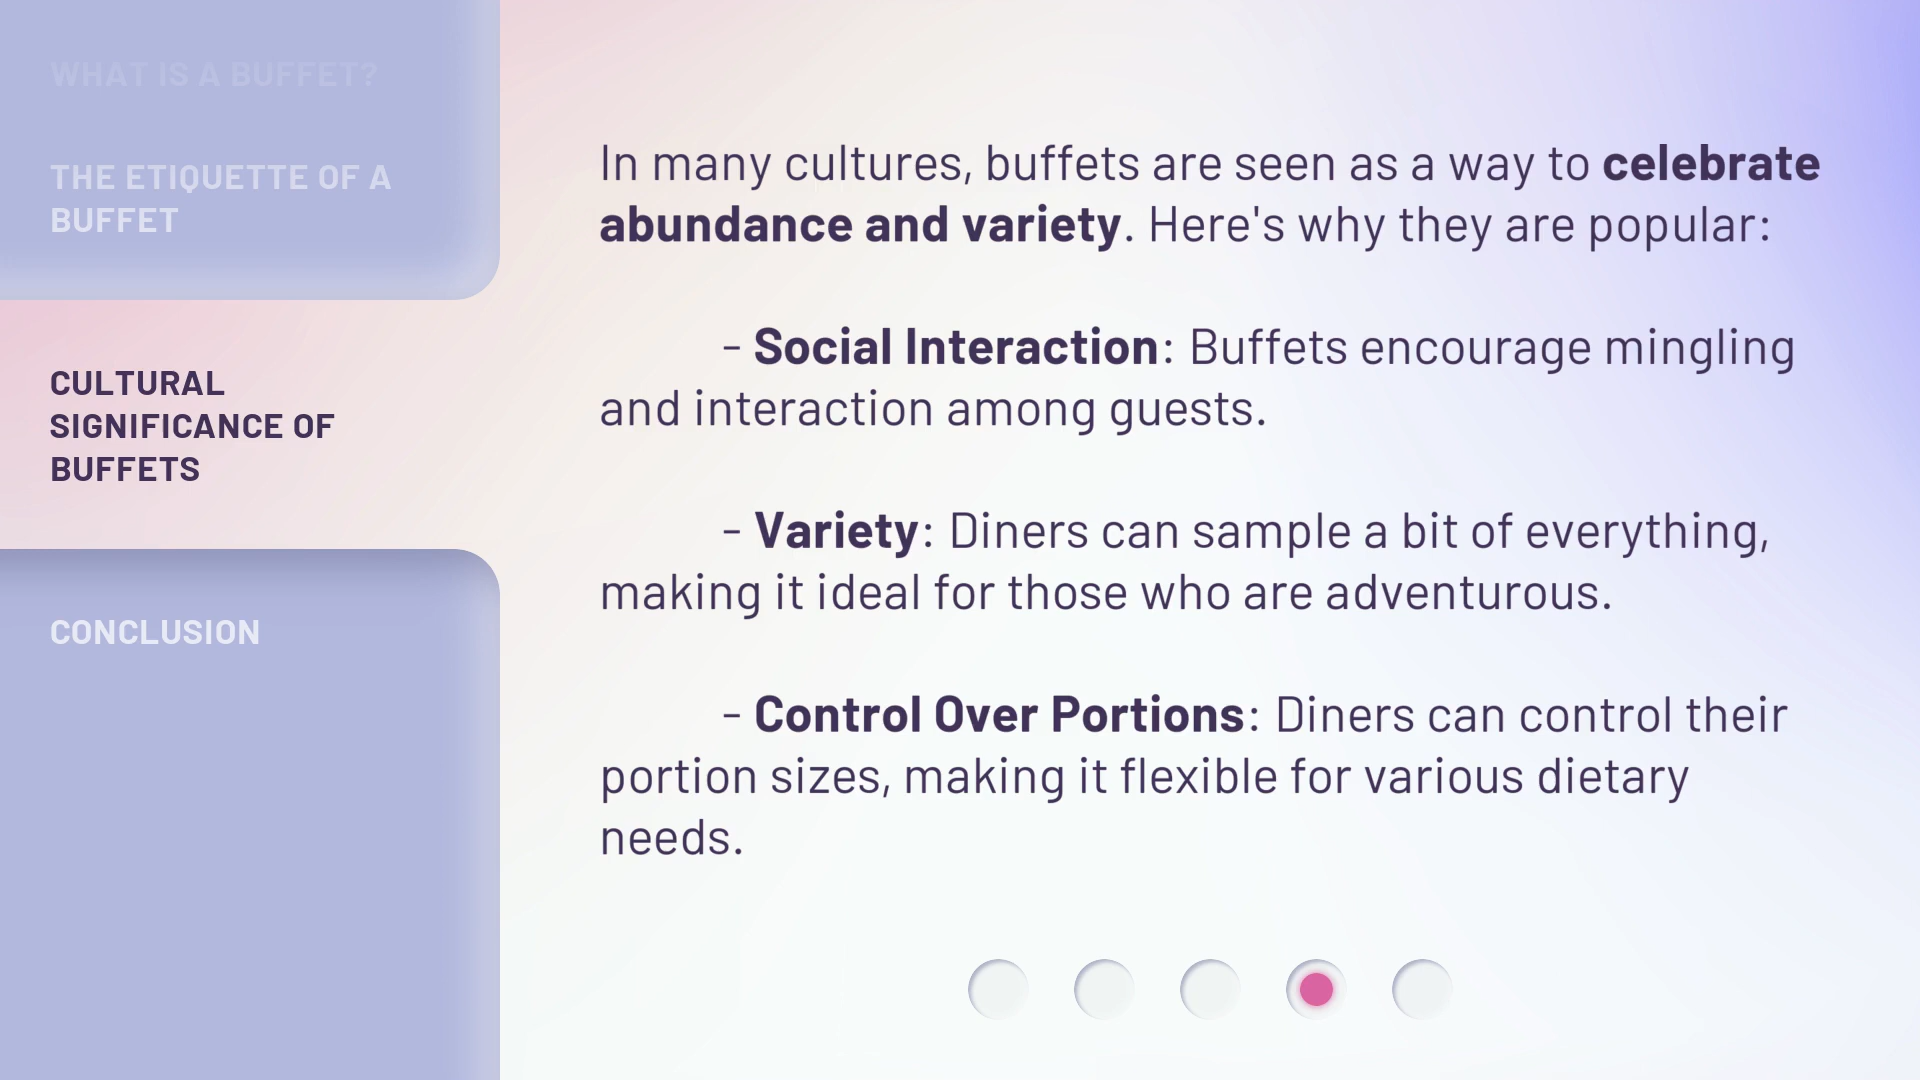 WHAT IS A BUFFET?
THE ETIQUETTE OF A
BUFFET
CULTURAL
SIGNIFICANCE OF
BUFFETS
CONCLUSION
In many cultures, buffets are seen as a way to celebrate
abundance and variety. Here's why they are popular:
- Social Interaction: Buffets encourage mingling
and interaction among guests.
- Variety: Diners can sample a bit of everything,
making it ideal for those who are adventurous.
- Control Over Portions: Diners can control their
portion sizes, making it flexible for various dietary
needs.